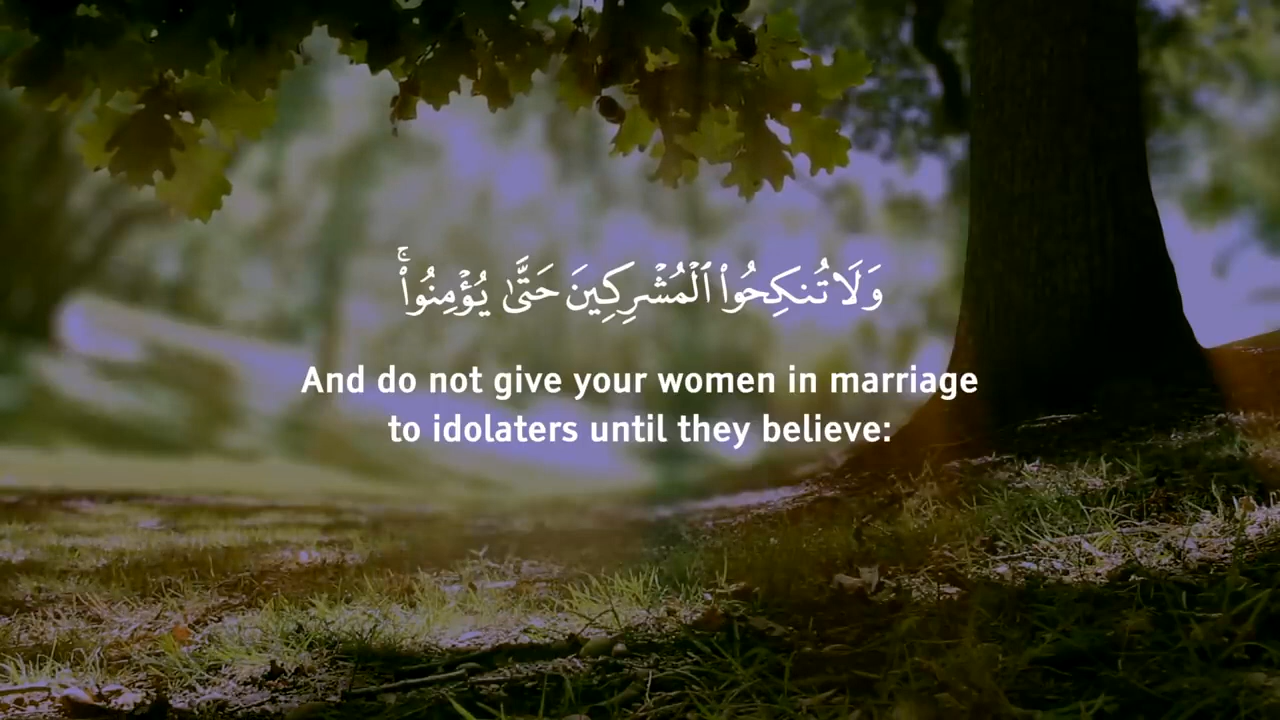 وَلَا تُنكِحُوا۟ ٱلْمُشْرِكِينَ حَتَّىٰ يُؤْمِنُوا۟ ۚ
And do not give your women in marriage
to idolaters until they believe: